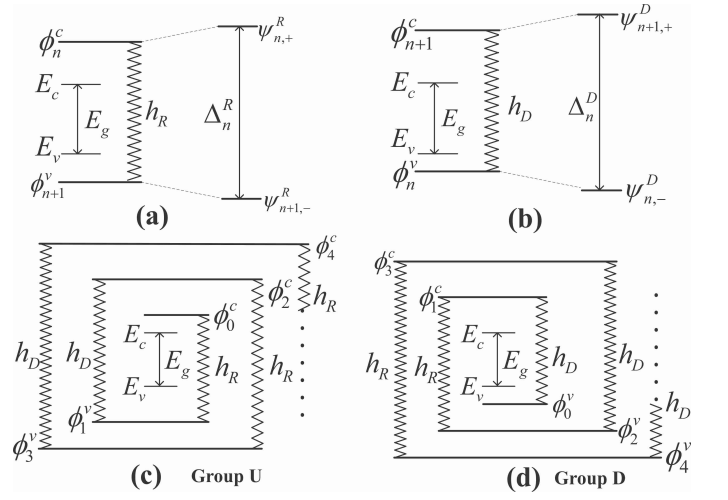 ϕ_n^c
E_c
E_g
E_v
ϕ_{n+1}^v
h_R
ψ_{n,+}^R
Δ_n^R
ψ_{n+1,-}^R
(a)
ϕ_{n+1}^c
E_c
E_g
E_v
ϕ_n^v
h_D
ψ_{n+1,+}^D
Δ_n^D
ψ_{n,-}^D
(b)
ϕ_4^c
ϕ_2^c
h_R
ϕ_0^c
E_c
E_g
E_v
h_D
h_D
h_R
h_R
ϕ_1^v
ϕ_3^v
(c) Group U
ϕ_3^c
ϕ_1^c
E_c
E_g
E_v
h_R
h_R
h_D
h_D
ϕ_0^v
h_D
ϕ_2^v
ϕ_4^v
(d) Group D